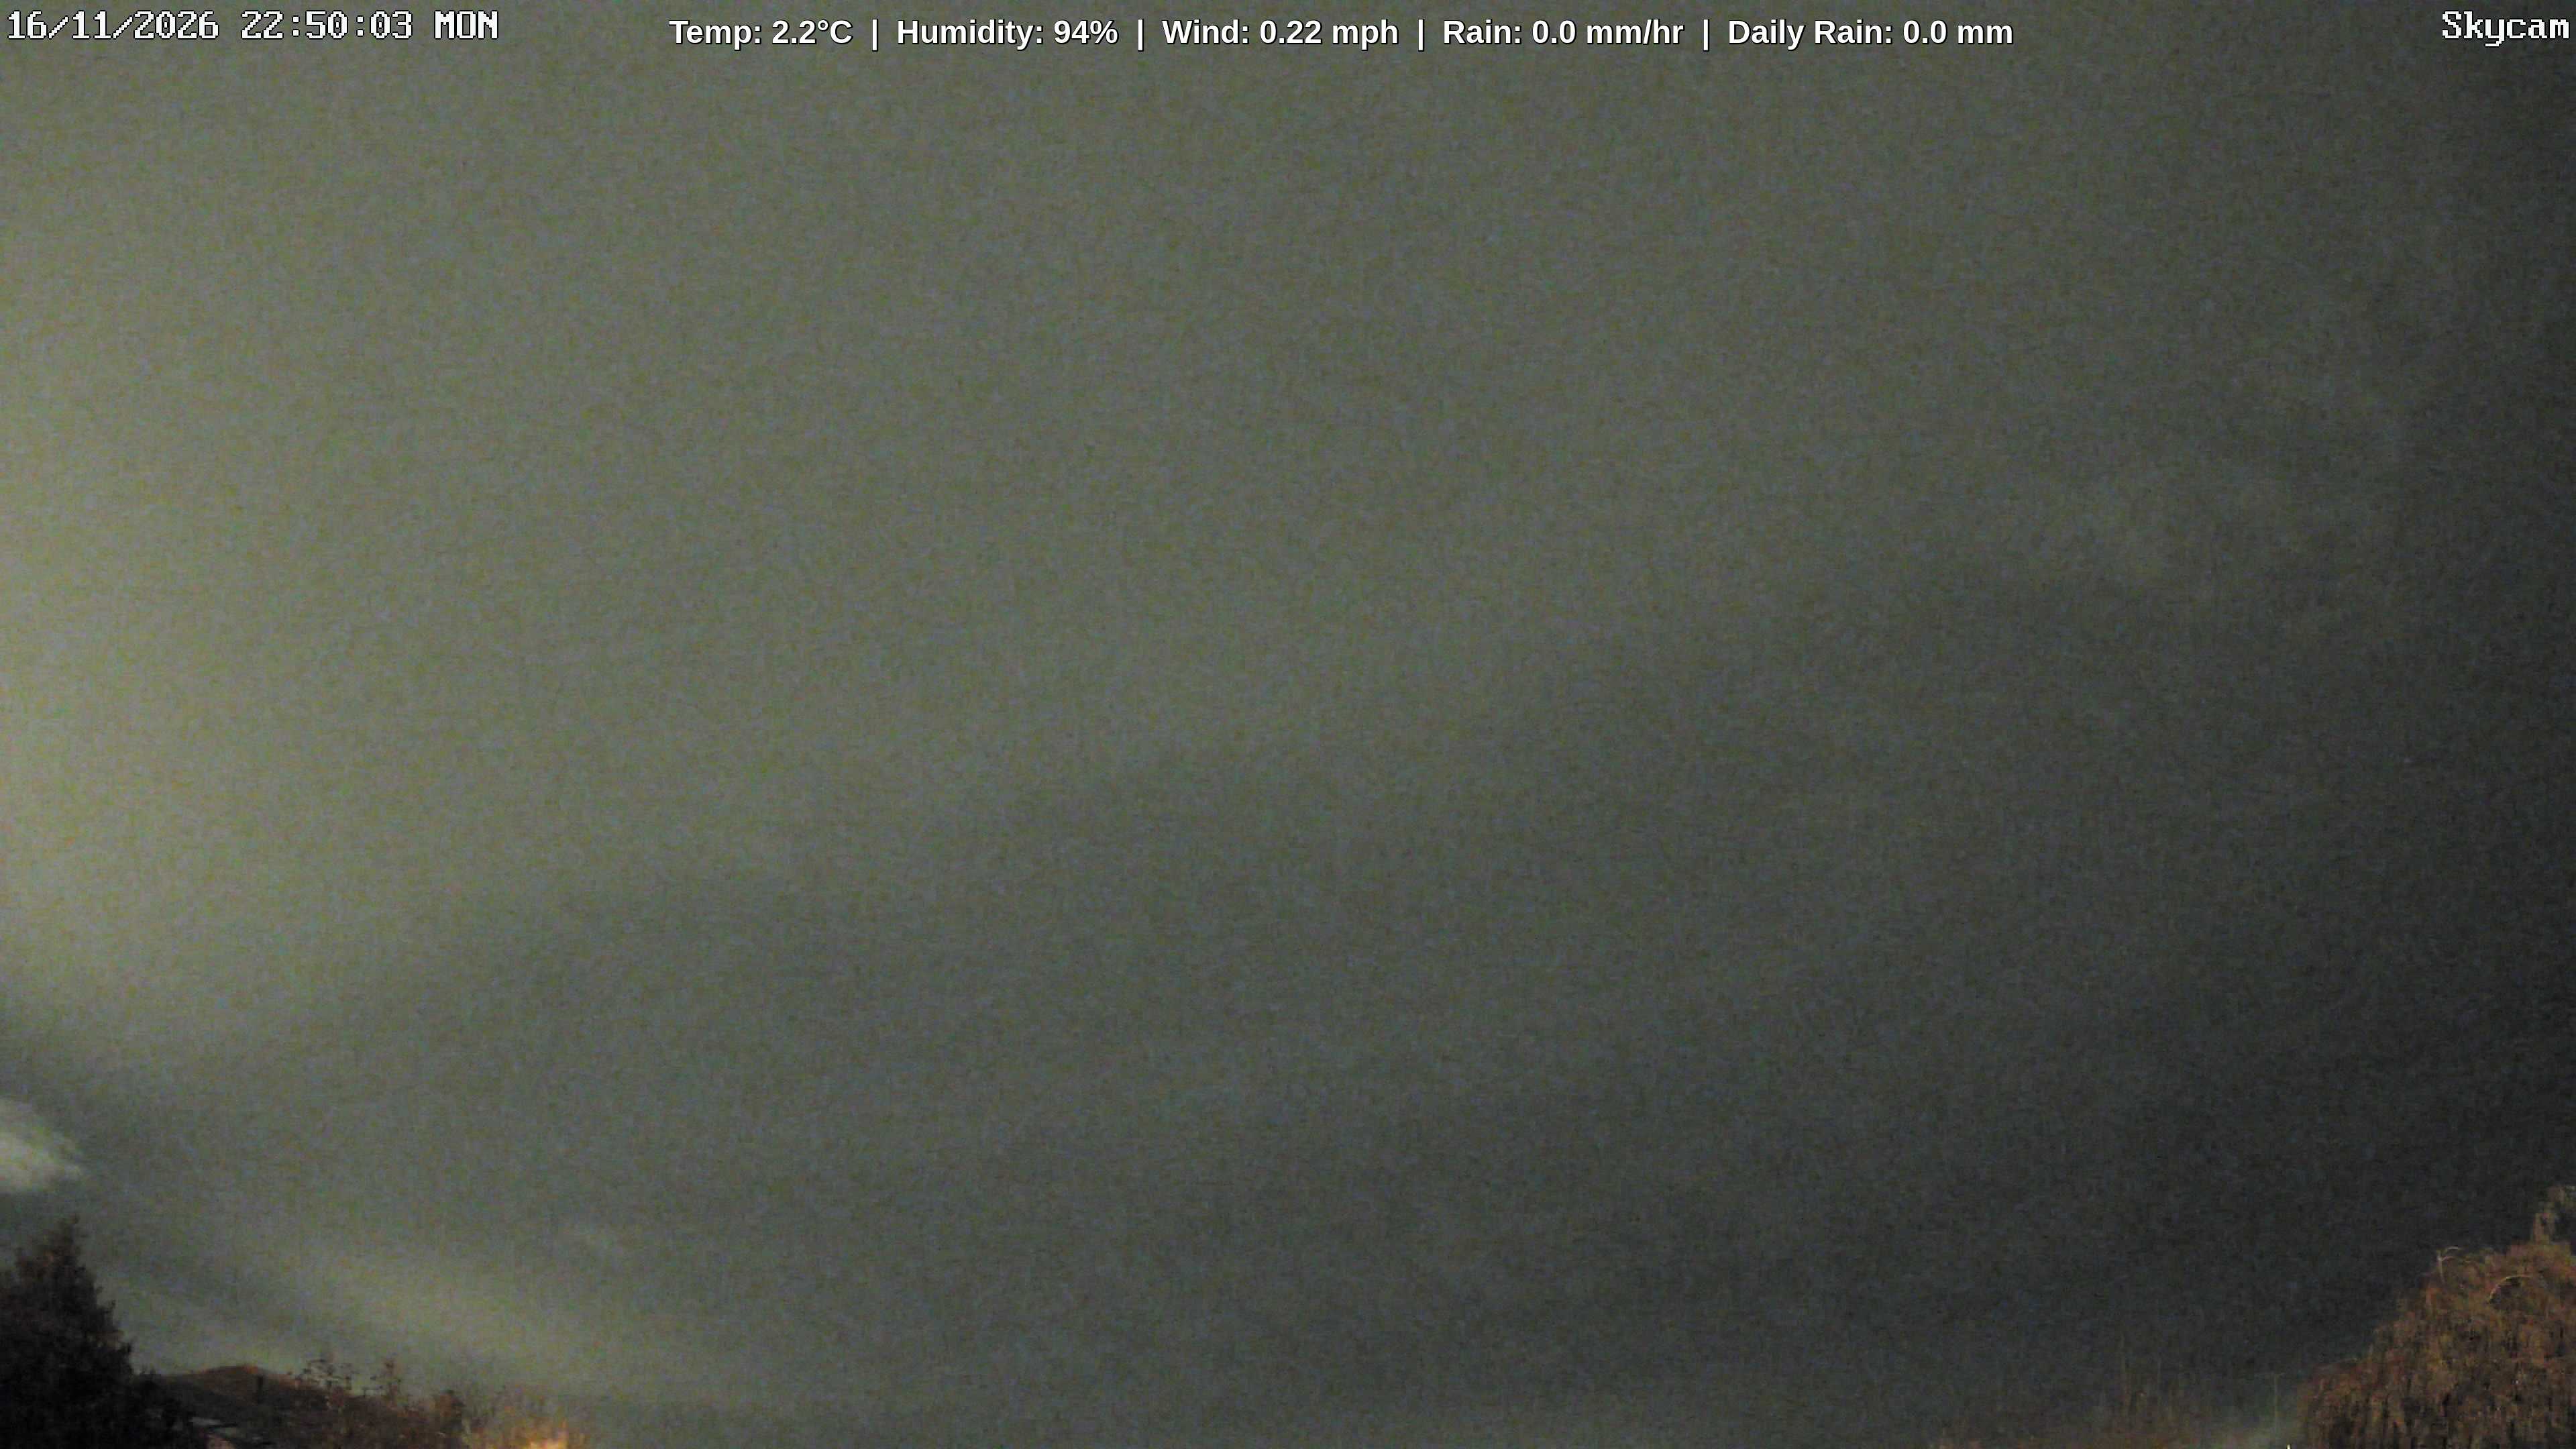 16/11/2026 22:50:03 MON
Temp: 2.2°C | Humidity: 94% | Wind: 0.22 mph | Rain: 0.0 mm/hr | Daily Rain: 0.0 mm
Skycam